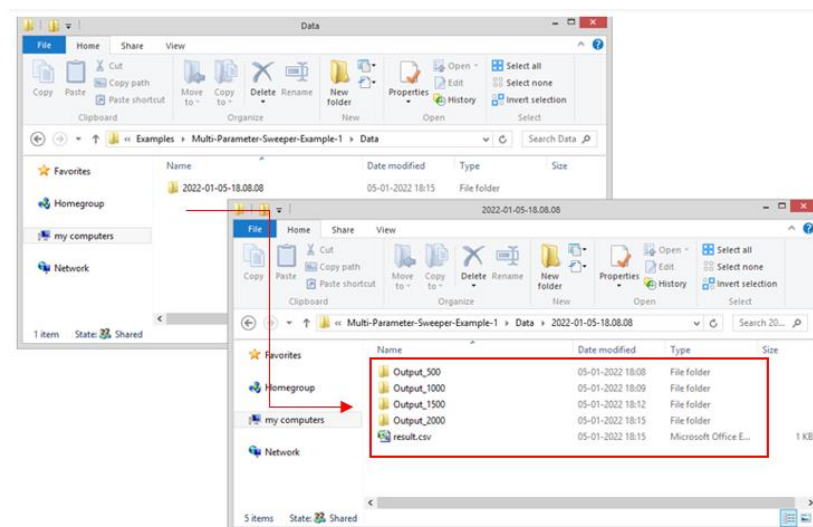 Data
File Home Share View
Copy
Paste
Cut
Copy path
Paste shortcut
Clipboard
Move to
Copy to
Delete
Rename
Organize
New folder
New
Properties
Open
Edit
History
Open
Select all
Select none
Invert selection
Select
« Examples Multi-Parameter-Sweeper-Example-1 Data
Search Data
Favorites
Homegroup
my computers
Network
Name Date modified Type Size
2022-01-05-18.08.08 05-01-2022 18:15 File folder
1 item State: Shared
2022-01-05-18.08.08
File Home Share View
Copy
Paste
Cut
Copy path
Paste shortcut
Clipboard
Move to
Copy to
Delete
Rename
Organize
New folder
New
Properties
Open
Edit
History
Open
Select all
Select none
Invert selection
Select
« Multi-Parameter-Sweeper-Example-1 Data 2022-01-05-18.08.08
Search 20...
Favorites
Homegroup
my computers
Network
Name Date modified Type Size
Output_500 05-01-2022 18:08 File folder
Output_1000 05-01-2022 18:09 File folder
Output_1500 05-01-2022 18:12 File folder
Output_2000 05-01-2022 18:15 File folder
result.csv 05-01-2022 18:15 Microsoft Office E... 1 KB
5 items State: Shared